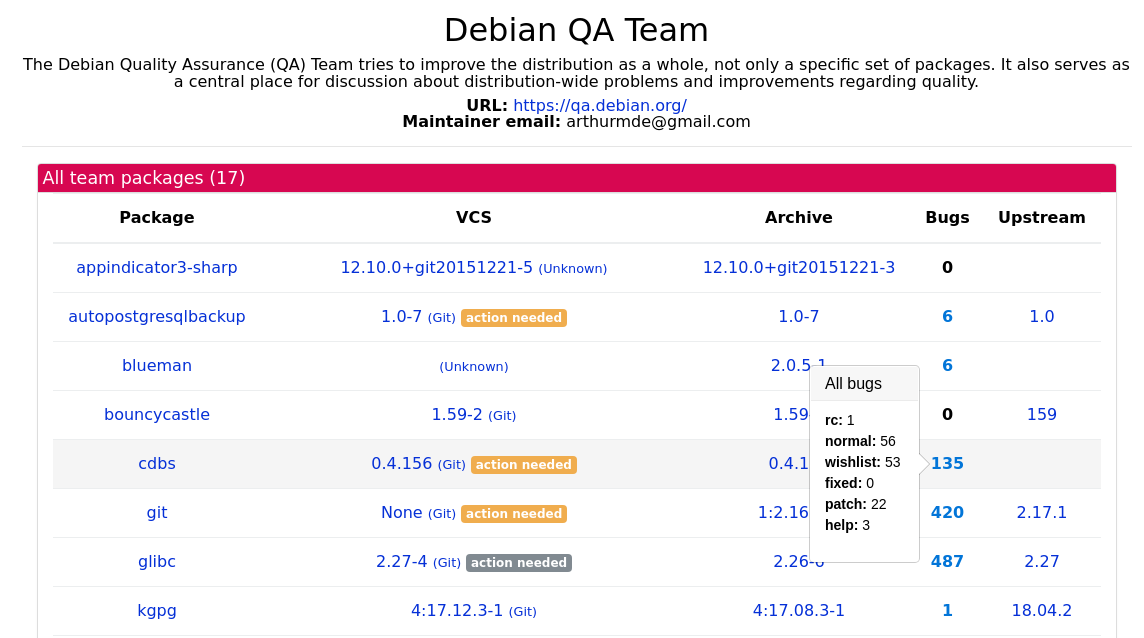 Debian QA Team
The Debian Quality Assurance (QA) Team tries to improve the distribution as a whole, not only a specific set of packages. It also serves as
a central place for discussion about distribution-wide problems and improvements regarding quality.
URL: https://qa.debian.org/
Maintainer email: arthurmde@gmail.com
All team packages (17)
Package VCS Archive Bugs Upstream
appindicator3-sharp 12.10.0+git20151221-5 (Unknown) 12.10.0+git20151221-3 0
autopostgresqlbackup 1.0-7 (Git) action needed 1.0-7 6 1.0
blueman (Unknown) 2.0.5-1 6
bouncycastle 1.59-2 (Git) 1.59 0 159
cdbs 0.4.156 (Git) action needed 0.4.1 135
git None (Git) action needed 1:2.16 420 2.17.1
glibc 2.27-4 (Git) action needed 2.26-6 487 2.27
kgpg 4:17.12.3-1 (Git) 4:17.08.3-1 1 18.04.2
All bugs
rc: 1
normal: 56
wishlist: 53
fixed: 0
patch: 22
help: 3